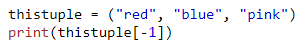 thistuple = ("red", "blue", "pink")
print(thistuple[-1])